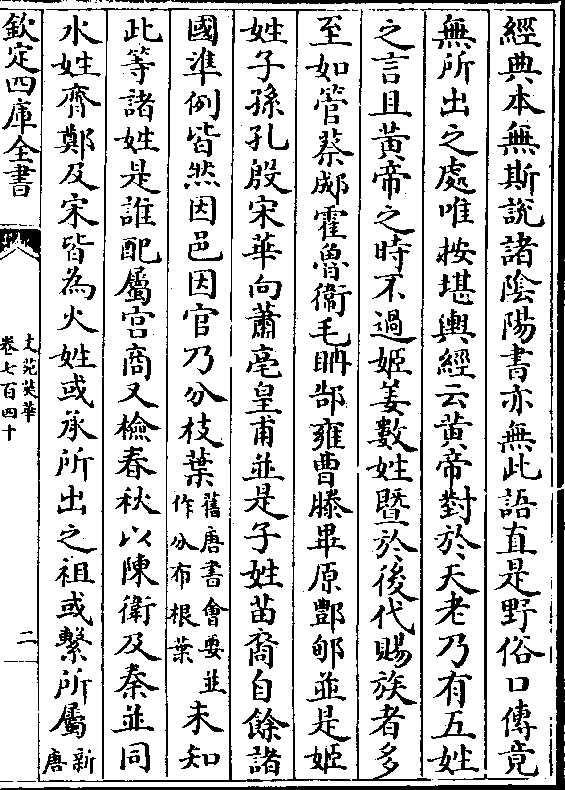 經典本無斯說諸陰陽書亦無此語直是野俗口傳竟
無所出之處唯按堪輿經云黃帝對於天老乃有五姓
之言且黃帝之時不過姬姜數姓暨於後代賜族者多
至如管蔡郕霍魯衛毛聃郜雍曹滕畢原酆郇並是姬
姓子孫孔殷宋華向蕭亳皇甫並是子姓苗裔自餘諸
國準例皆然因邑因官乃分枝葉舊唐書會要並作分布根葉未知
此等諸姓是誰配屬宫商又檢春秋以陳衛及秦並同
水姓齊鄭及宋皆為火姓或承所出之祖或繫所屬新唐
欽定四庫全書
文苑英華
卷七百四十
二